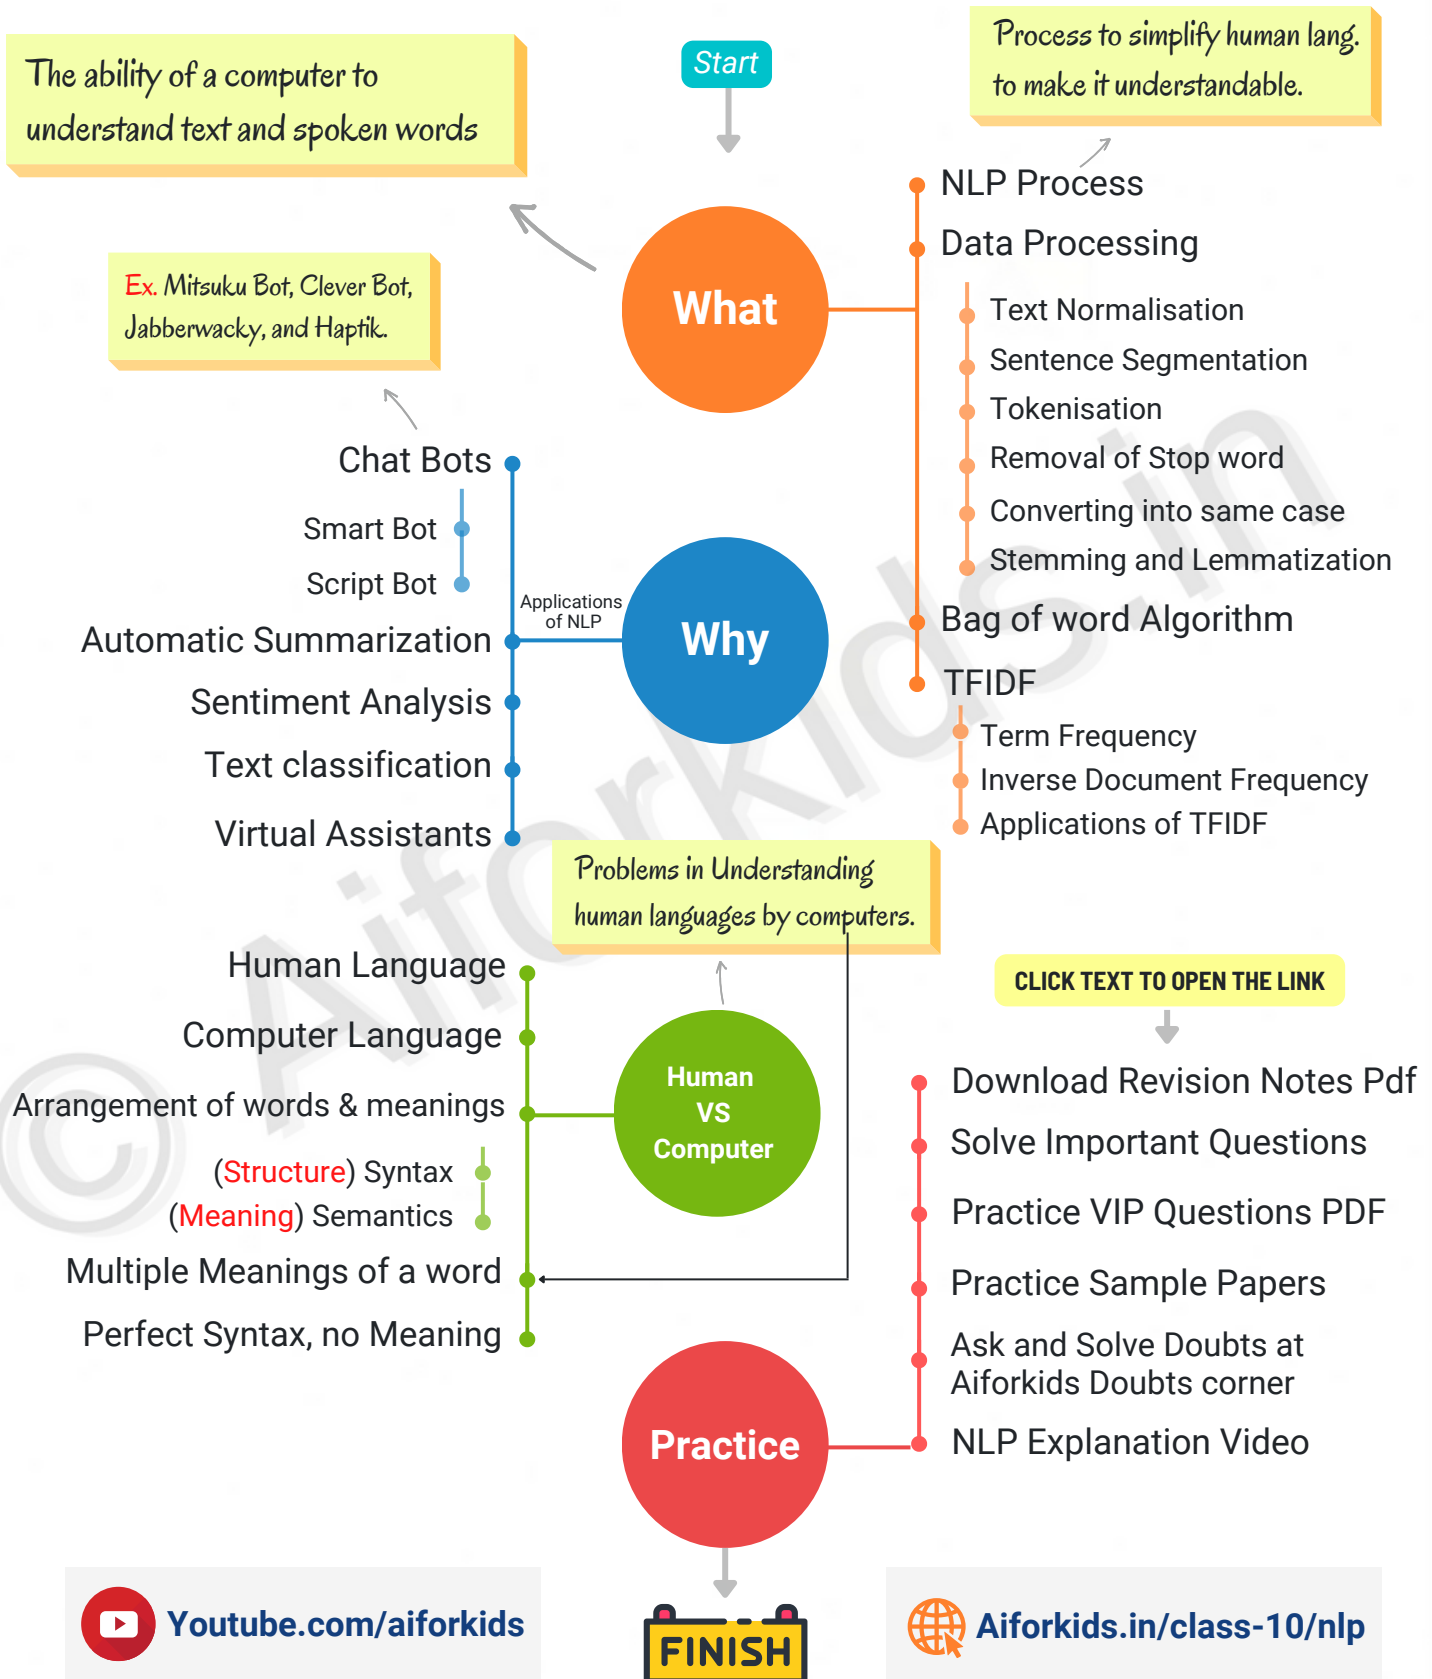 Start
The ability of a computer to
understand text and spoken words
Process to simplify human lang.
to make it understandable.
What
NLP Process
Data Processing
Text Normalisation
Sentence Segmentation
Tokenisation
Removal of Stop word
Converting into same case
Stemming and Lemmatization
Bag of word Algorithm
TFIDF
Term Frequency
Inverse Document Frequency
Applications of TFIDF
Ex. Mitsuku Bot, Clever Bot,
Jabberwacky, and Haptik.
Chat Bots
Smart Bot
Script Bot
Automatic Summarization
Sentiment Analysis
Text classification
Virtual Assistants
Applications
of NLP
Why
Problems in Understanding
human languages by computers.
Human Language
Computer Language
Arrangement of words & meanings
(Structure) Syntax
(Meaning) Semantics
Multiple Meanings of a word
Perfect Syntax, no Meaning
Human
VS
Computer
CLICK TEXT TO OPEN THE LINK
Download Revision Notes Pdf
Solve Important Questions
Practice VIP Questions PDF
Practice Sample Papers
Ask and Solve Doubts at
Aiforkids Doubts corner
NLP Explanation Video
Practice
FINISH
Youtube.com/aiforkids
Aiforkids.in/class-10/nlp
© Aiforkids.in